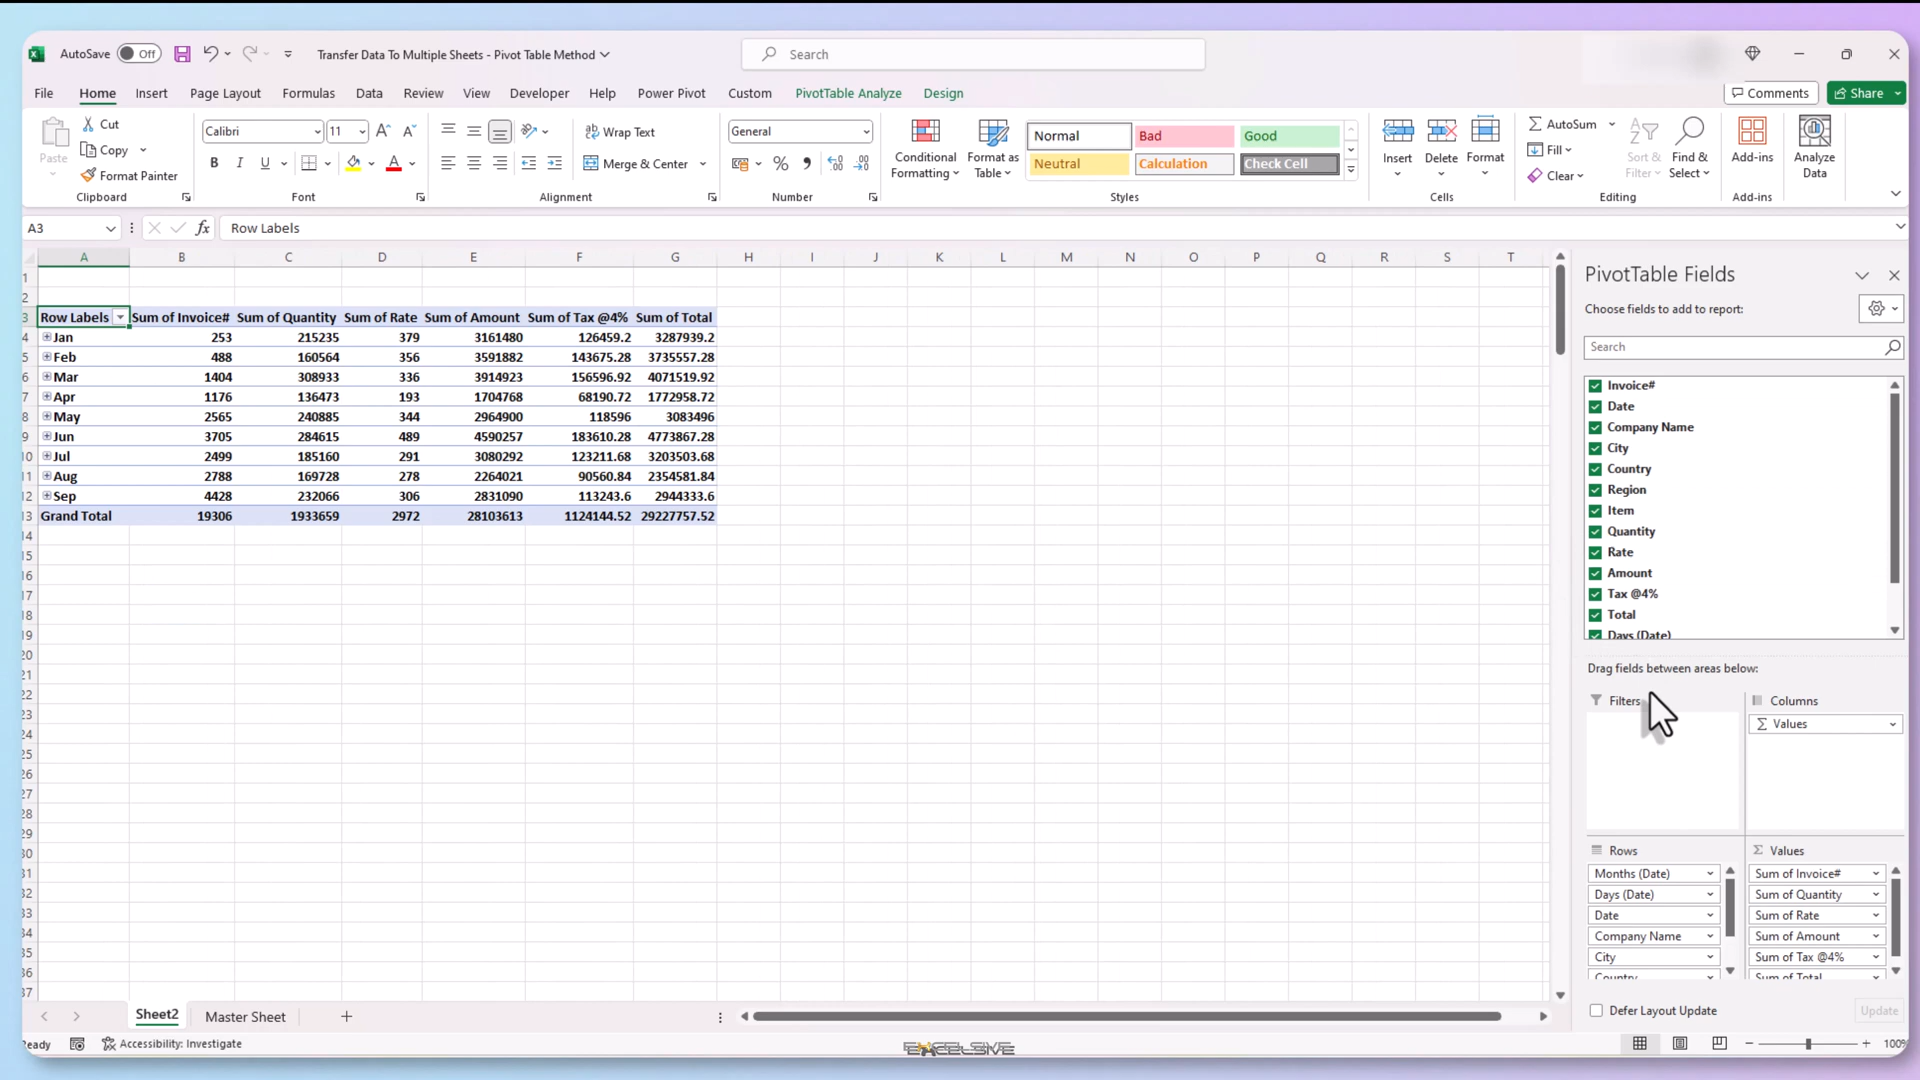 AutoSave Off Transfer Data To Multiple Sheets - Pivot Table Method Search
File Home Insert Page Layout Formulas Data Review View Developer Help Power Pivot Custom PivotTable Analyze Design Comments Share
Paste Cut Copy Format Painter Clipboard
Calibri 11 B I U A Font
Wrap Text Merge & Center Alignment
General % Number
Conditional Formatting Format as Table Normal Bad Good Neutral Calculation Check Cell Styles
Insert Delete Format Cells
AutoSum Fill Clear Sort & Filter Find & Select Editing
Add-ins Add-ins
Analyze Data
A3 fx Row Labels
A B C D E F G H I J K L M N O P Q R S T
1
2
3 Row Labels Sum of Invoice# Sum of Quantity Sum of Rate Sum of Amount Sum of Tax @4% Sum of Total
4 Jan 253 215235 379 3161480 126459.2 3287939.2
5 Feb 488 160564 356 3591882 143675.28 3735557.28
6 Mar 1404 308933 336 3914923 156596.92 4071519.92
7 Apr 1176 136473 193 1704768 68190.72 1772958.72
8 May 2565 240885 344 2964900 118596 3083496
9 Jun 3705 284615 489 4590257 183610.28 4773867.28
10 Jul 2499 185160 291 3080292 123211.68 3203503.68
11 Aug 2788 169728 278 2264021 90560.84 2354581.84
12 Sep 4428 232066 306 2831090 113243.6 2944333.6
13 Grand Total 19306 1933659 2972 28103613 1124144.52 29227757.52
14
15
16
17
18
19
20
21
22
23
24
25
26
27
28
29
30
31
32
33
34
35
36
37
PivotTable Fields
Choose fields to add to report:
Search
Invoice#
Date
Company Name
City
Country
Region
Item
Quantity
Rate
Amount
Tax @4%
Total
Days (Date)
Drag fields between areas below:
Filters
Columns
Values
Rows
Months (Date)
Days (Date)
Date
Company Name
City
Country
Values
Sum of Invoice#
Sum of Quantity
Sum of Rate
Sum of Amount
Sum of Tax @4%
Sum of Total
Defer Layout Update Update
Sheet2 Master Sheet
Ready Accessibility: Investigate EXCELSIVE 100%